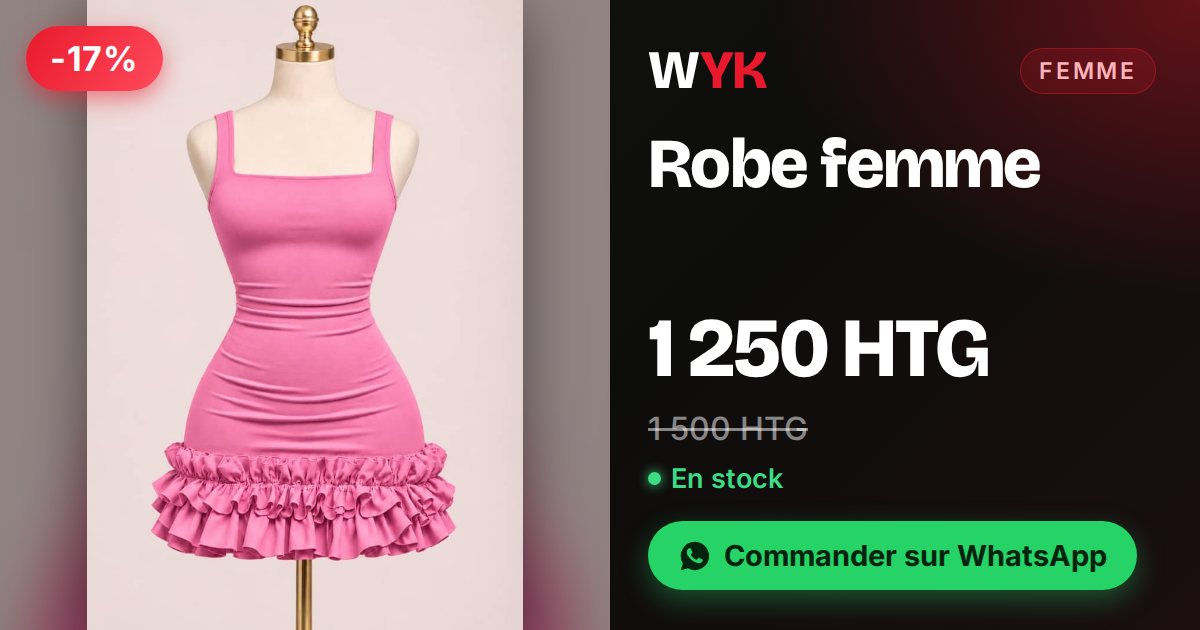 -17%
WYK
FEMME
Robe femme
1 250 HTG
1 500 HTG
En stock
Commander sur WhatsApp